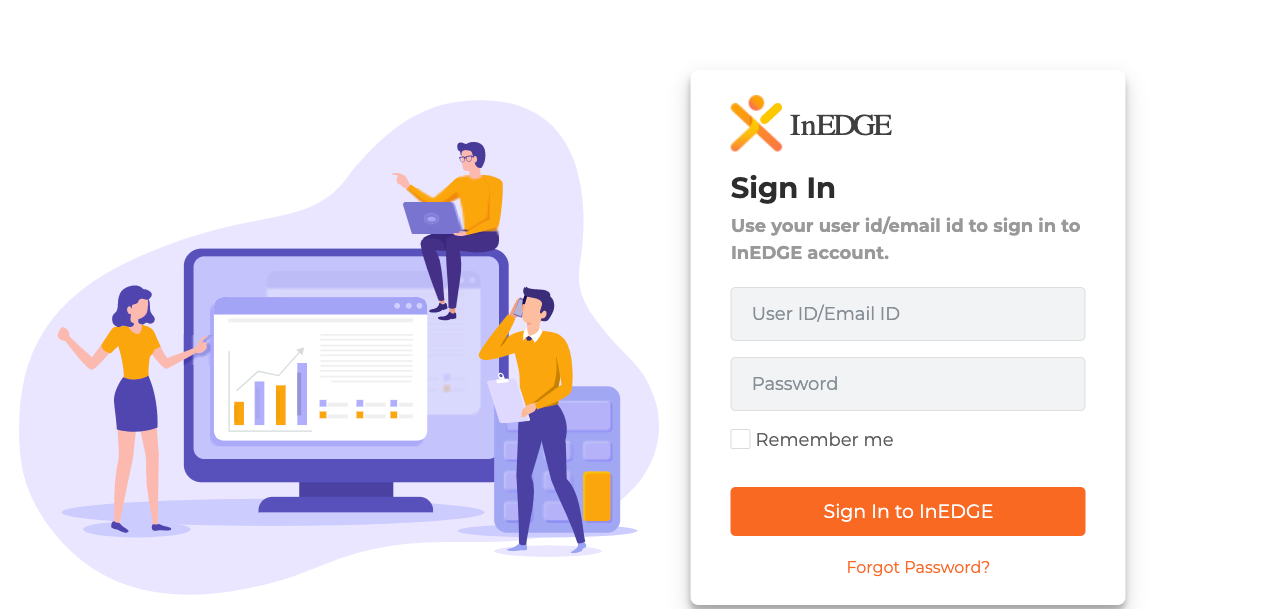 InEDGE
Sign In
Use your user id/email id to sign in to
InEDGE account.
User ID/Email ID
Password
Remember me
Sign In to InEDGE
Forgot Password?